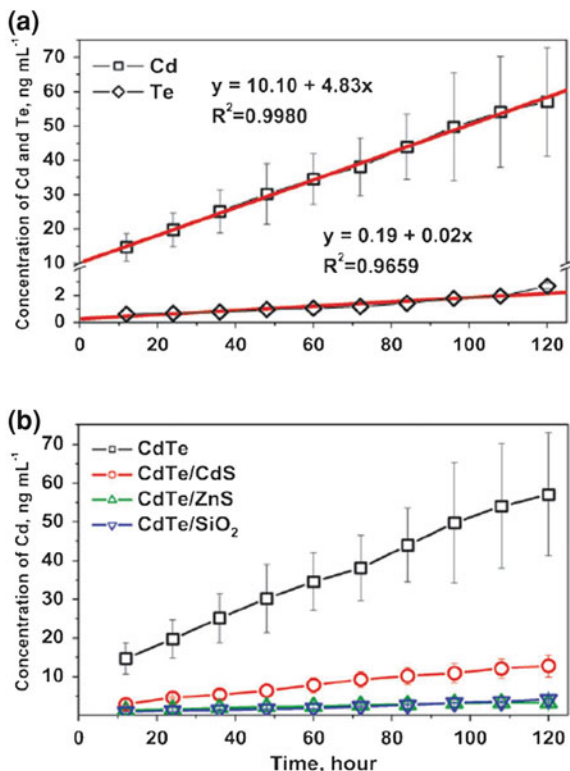 (a)
Concentration of Cd and Te, ng mL⁻¹
70
60
50
40
30
20
10
2
0
Cd
Te
y = 10.10 + 4.83x
R²=0.9980
y = 0.19 + 0.02x
R²=0.9659
0 20 40 60 80 100 120
(b)
Concentration of Cd, ng mL⁻¹
70
60
50
40
30
20
10
CdTe
CdTe/CdS
CdTe/ZnS
CdTe/SiO₂
0 20 40 60 80 100 120
Time, hour